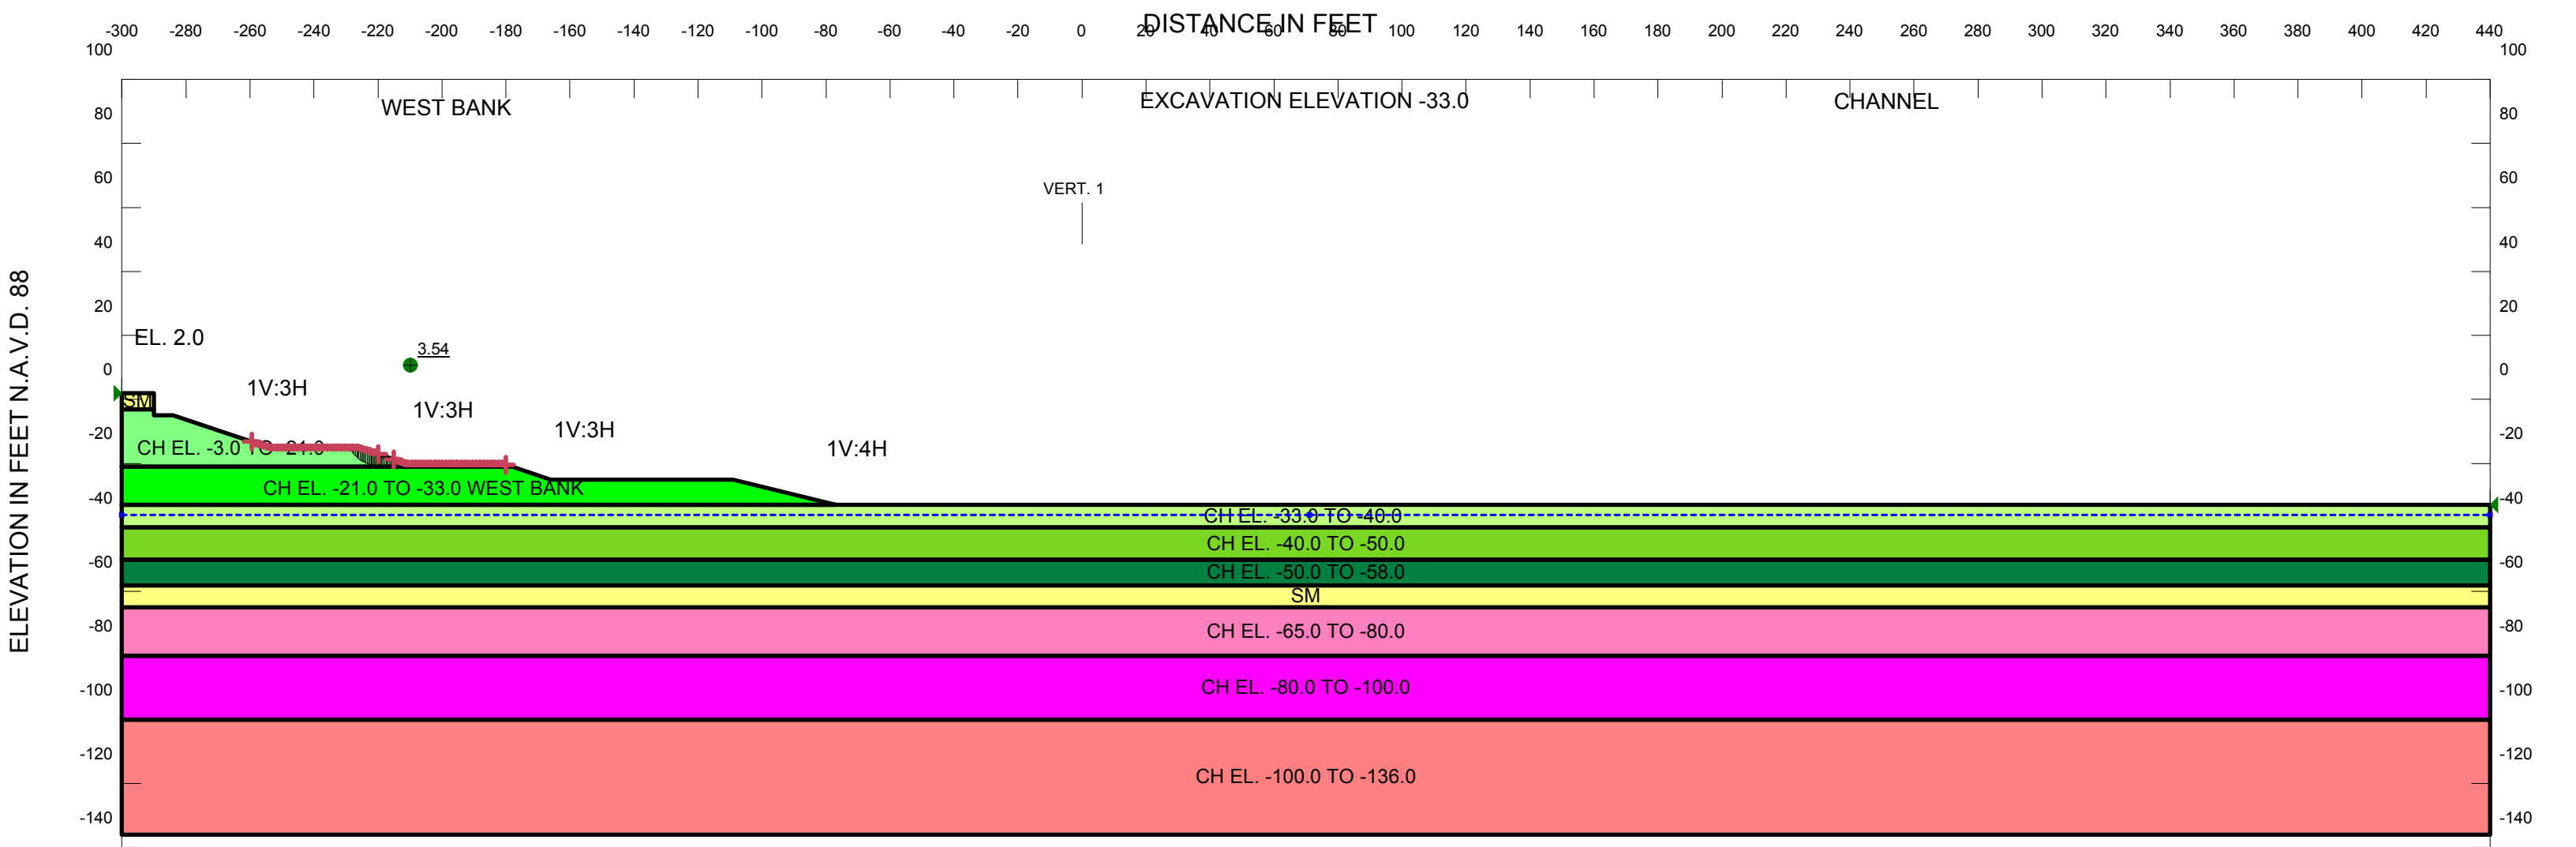 DISTANCE IN FEET
-300 -280 -260 -240 -220 -200 -180 -160 -140 -120 -100 -80 -60 -40 -20 0 20 40 60 80 100 120 140 160 180 200 220 240 260 280 300 320 340 360 380 400 420 440
100 100
WEST BANK EXCAVATION ELEVATION -33.0 CHANNEL
80 80
60 60
VERT. 1
40 40
20 20
EL. 2.0
3.54
0 0
1V:3H
SM
1V:3H
1V:3H
-20 -20
CH EL. -3.0 TO -21.0
1V:4H
CH EL. -21.0 TO -33.0 WEST BANK
-40 -40
CH EL. -33.0 TO -40.0
CH EL. -40.0 TO -50.0
-60 -60
CH EL. -50.0 TO -58.0
SM
-80 -80
CH EL. -65.0 TO -80.0
-100 -100
CH EL. -80.0 TO -100.0
-120 -120
CH EL. -100.0 TO -136.0
-140 -140
ELEVATION IN FEET N.A.V.D. 88